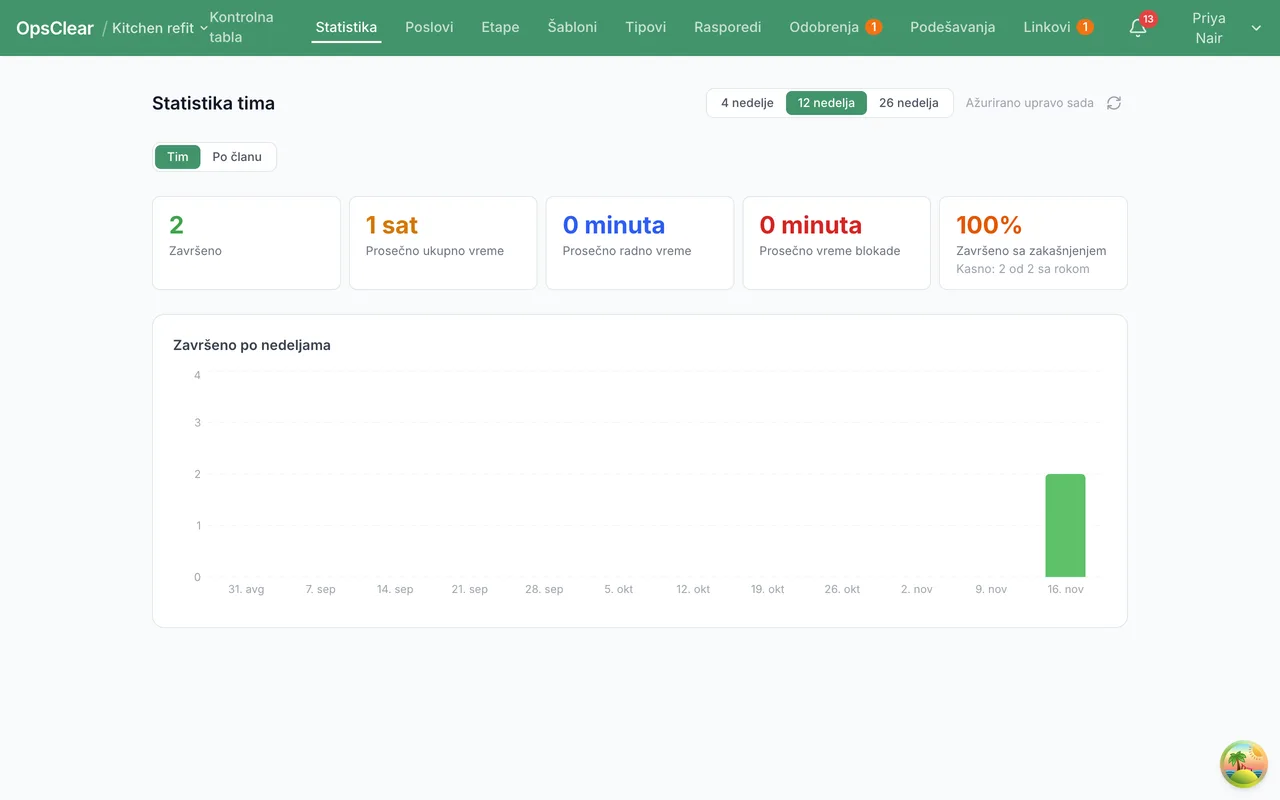 OpsClear / Kitchen refit
Kontrolna
tabla
Statistika
Poslovi
Etape
Šabloni
Tipovi
Rasporedi
Odobrenja 1
Podešavanja
Linkovi 1
13
Priya
Nair
Statistika tima
4 nedelje
12 nedelja
26 nedelja
Ažurirano upravo sada
Tim
Po članu
2
Završeno
1 sat
Prosečno ukupno vreme
0 minuta
Prosečno radno vreme
0 minuta
Prosečno vreme blokade
100%
Završeno sa zakašnjenjem
Kasno: 2 od 2 sa rokom
Završeno po nedeljama
4
3
2
1
0
31. avg
7. sep
14. sep
21. sep
28. sep
5. okt
12. okt
19. okt
26. okt
2. nov
9. nov
16. nov